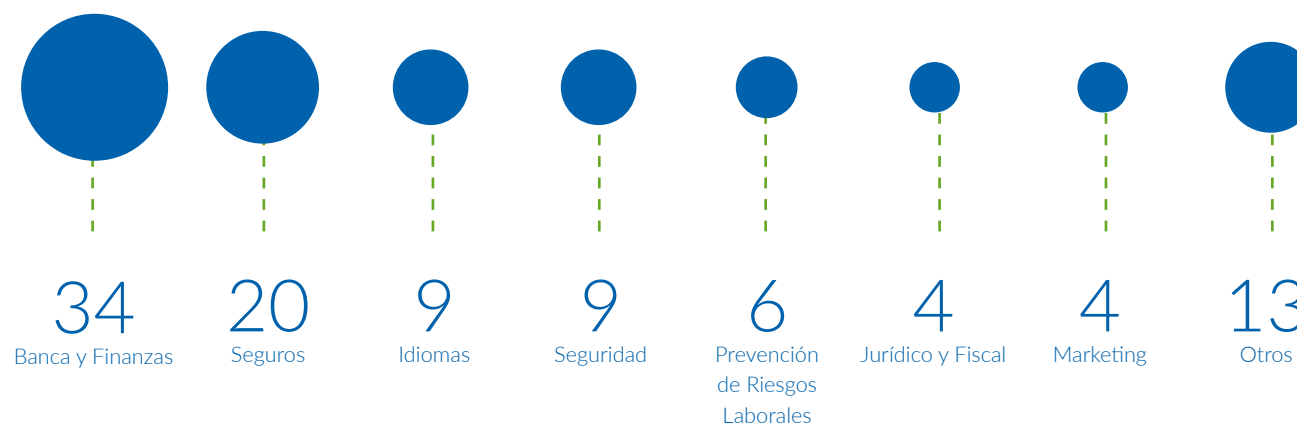 34
Banca y Finanzas
20
Seguros
9
Idiomas
9
Seguridad
6
Prevención
de Riesgos
Laborales
4
Jurídico y Fiscal
4
Marketing
13
Otros